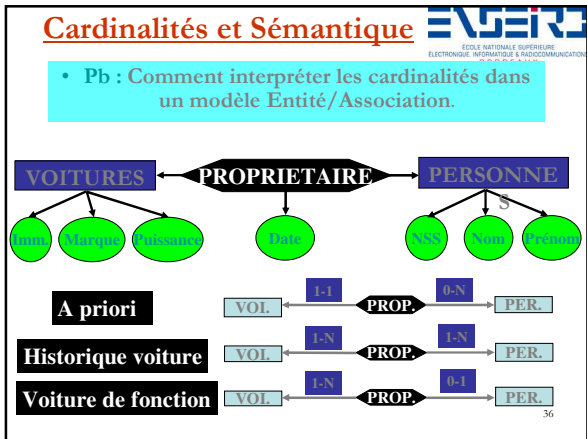 Cardinalités et Sémantique
ENSEIRB
ÉCOLE NATIONALE SUPÉRIEURE
ÉLECTRONIQUE, INFORMATIQUE & RADIOCOMMUNICATIONS
BORDEAUX
• Pb : Comment interpréter les cardinalités dans
un modèle Entité/Association.
VOITURES PROPRIETAIRE PERSONNE
S
Imm. Marque Puissance Date NSS Nom Prénom
1-1 0-N
A priori VOI. PROP. PER.
1-N 1-N
Historique voiture VOI. PROP. PER.
1-N 0-1
Voiture de fonction VOI. PROP. PER.
36